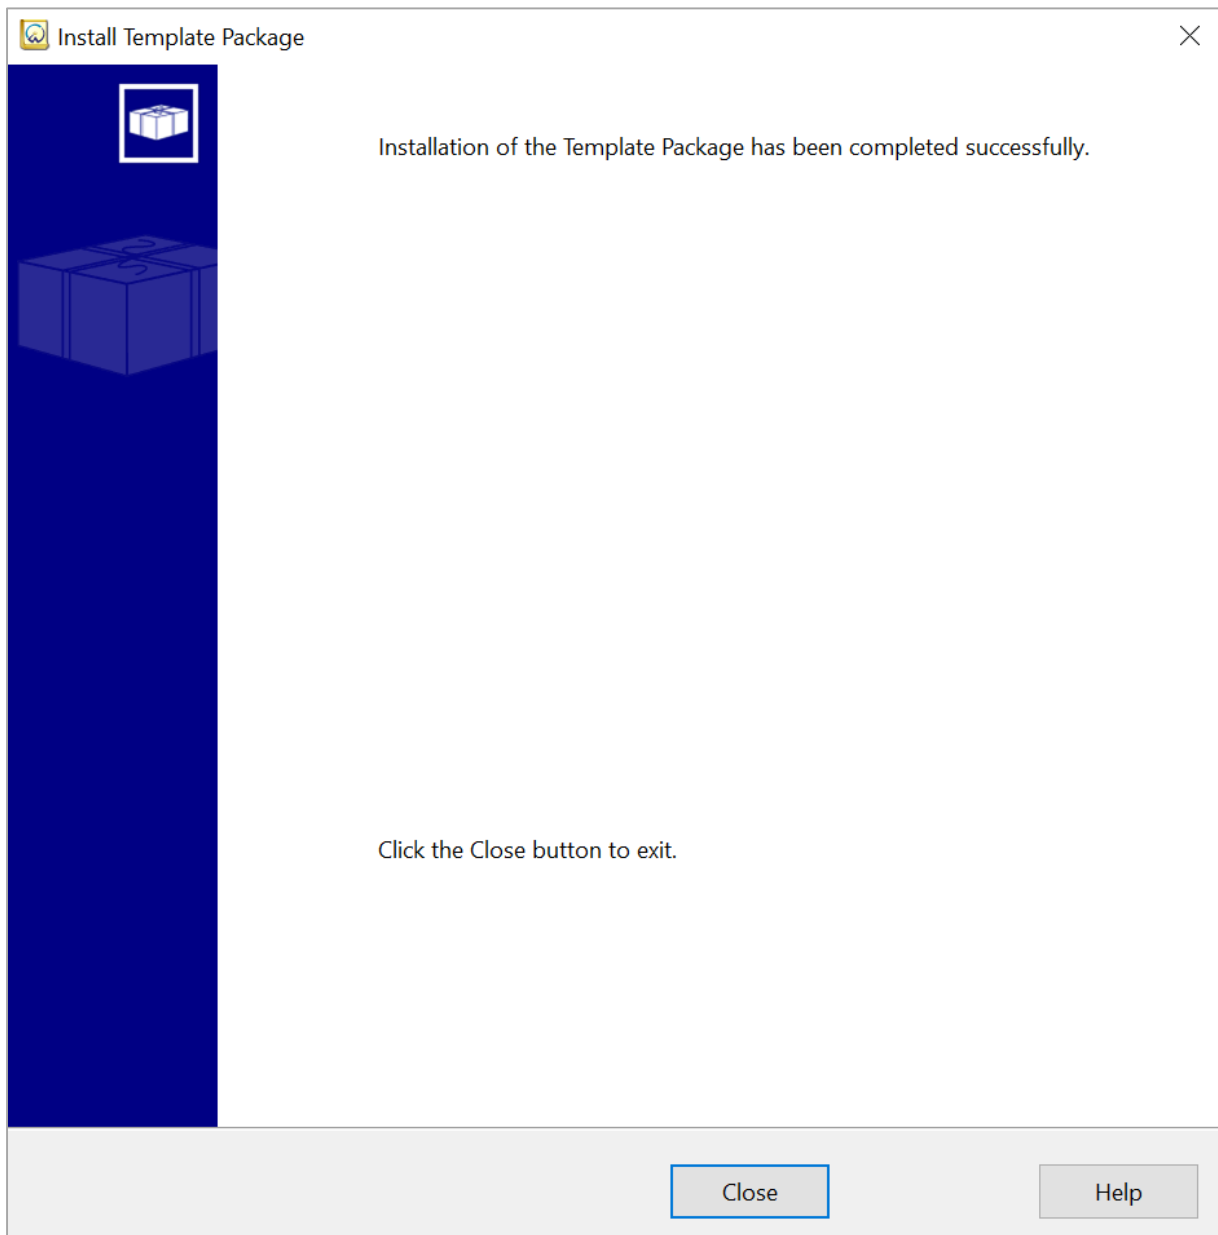 Install Template Package
Installation of the Template Package has been completed successfully.
Click the Close button to exit.
Close
Help